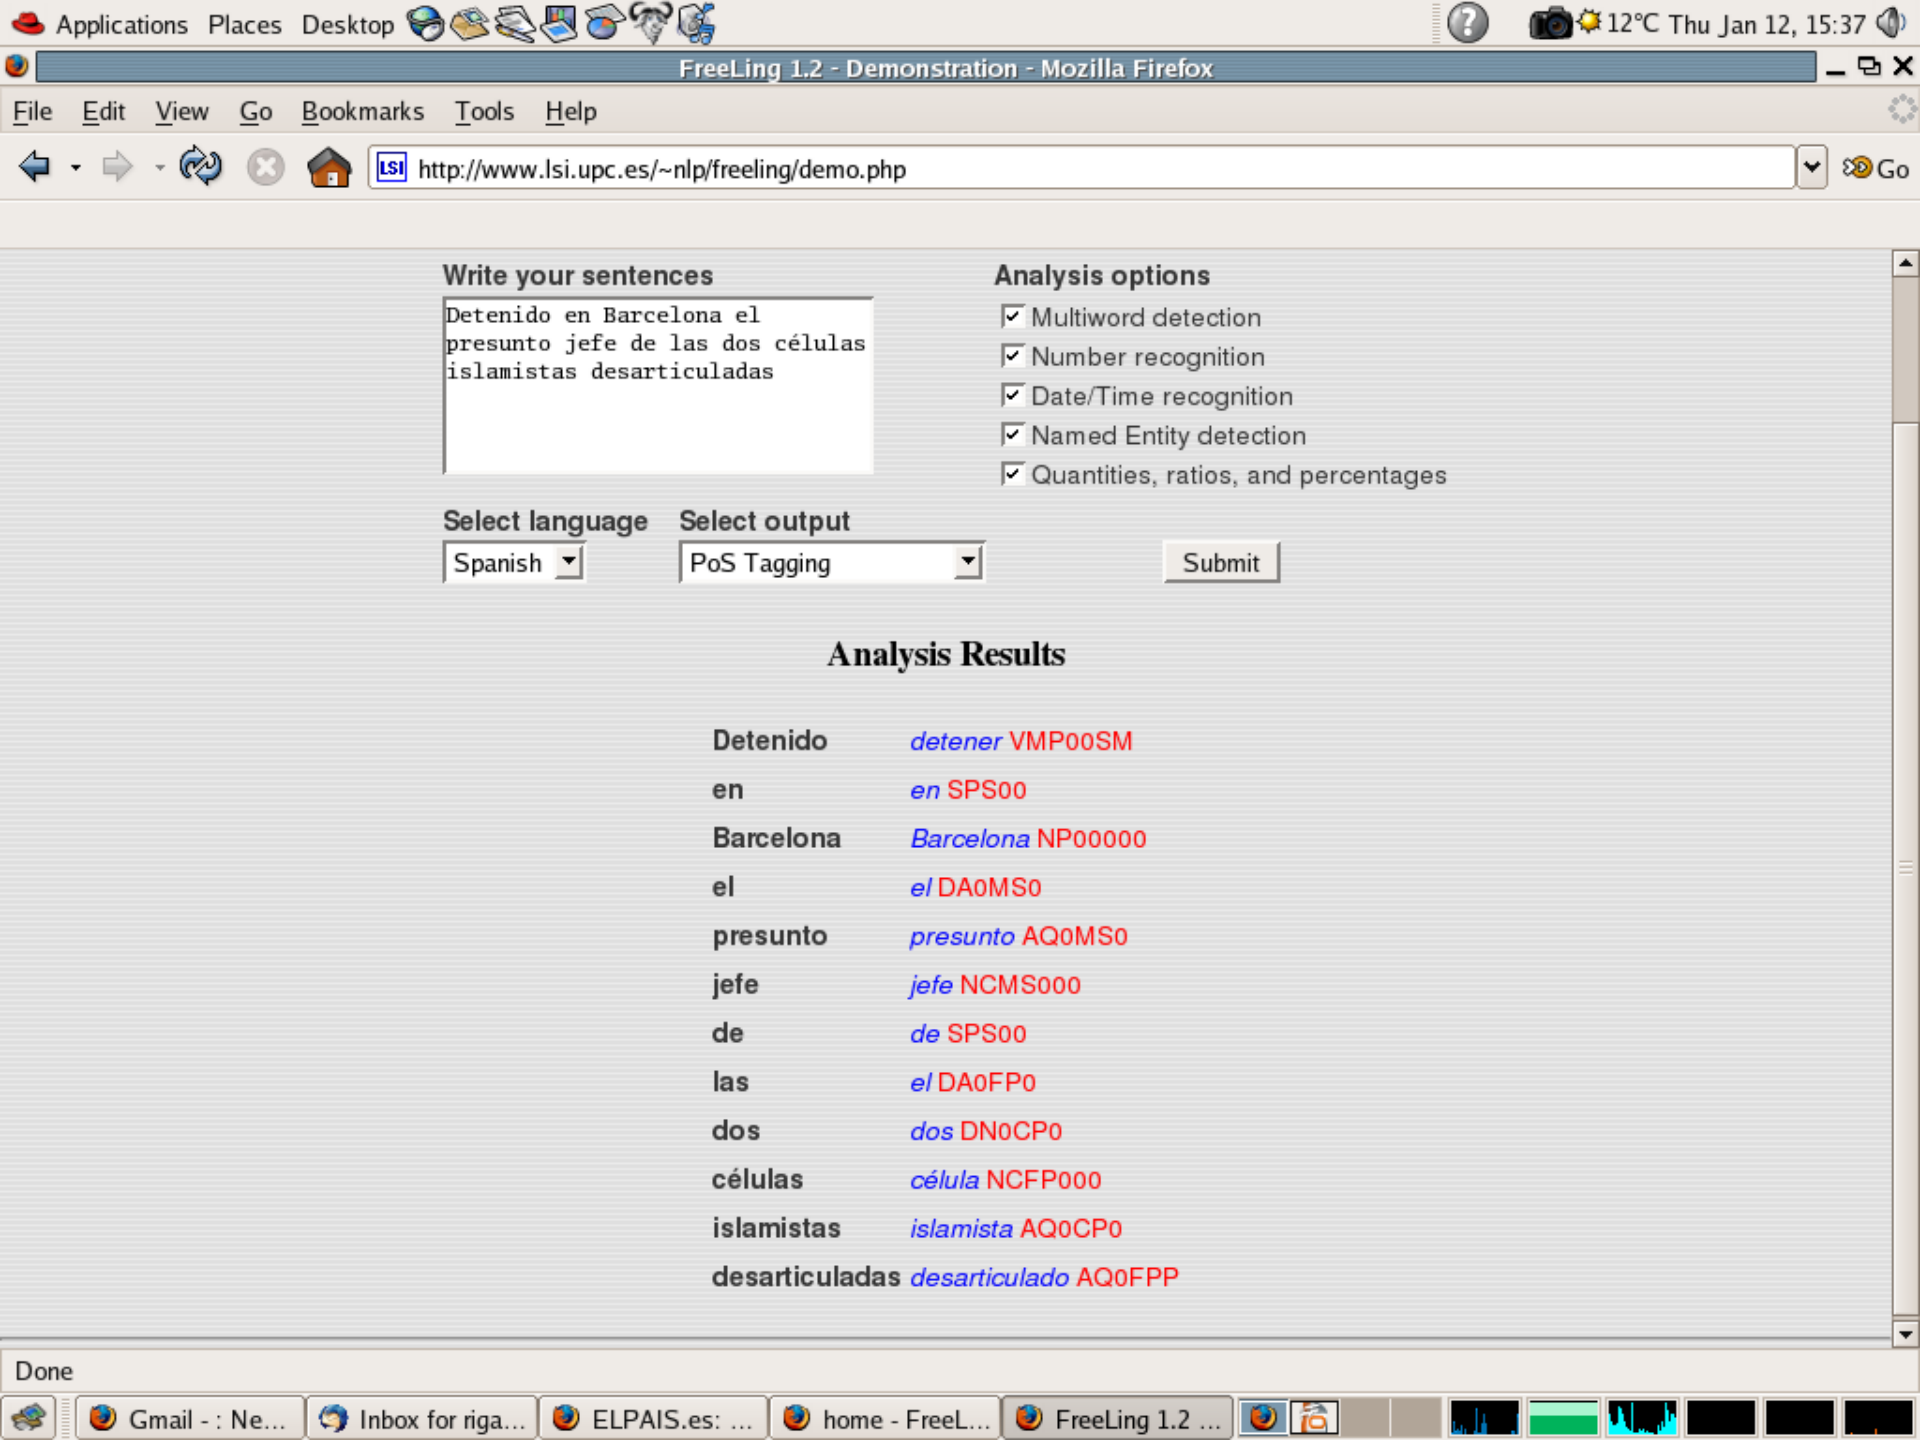 Applications Places Desktop 12°C Thu Jan 12, 15:37
FreeLing 1.2 - Demonstration - Mozilla Firefox
File Edit View Go Bookmarks Tools Help
LSI http://www.lsi.upc.es/~nlp/freeling/demo.php Go
Write your sentences Analysis options
Detenido en Barcelona el
presunto jefe de las dos células
islamistas desarticuladas
Multiword detection
Number recognition
Date/Time recognition
Named Entity detection
Quantities, ratios, and percentages
Select language Select output
Spanish PoS Tagging Submit
Analysis Results
Detenido detener VMP00SM
en en SPS00
Barcelona Barcelona NP00000
el el DA0MS0
presunto presunto AQ0MS0
jefe jefe NCMS000
de de SPS00
las el DA0FP0
dos dos DN0CP0
células célula NCFP000
islamistas islamista AQ0CP0
desarticuladas desarticulado AQ0FPP
Done
Gmail - : Ne... Inbox for riga... ELPAIS.es: ... home - FreeL... FreeLing 1.2 ...